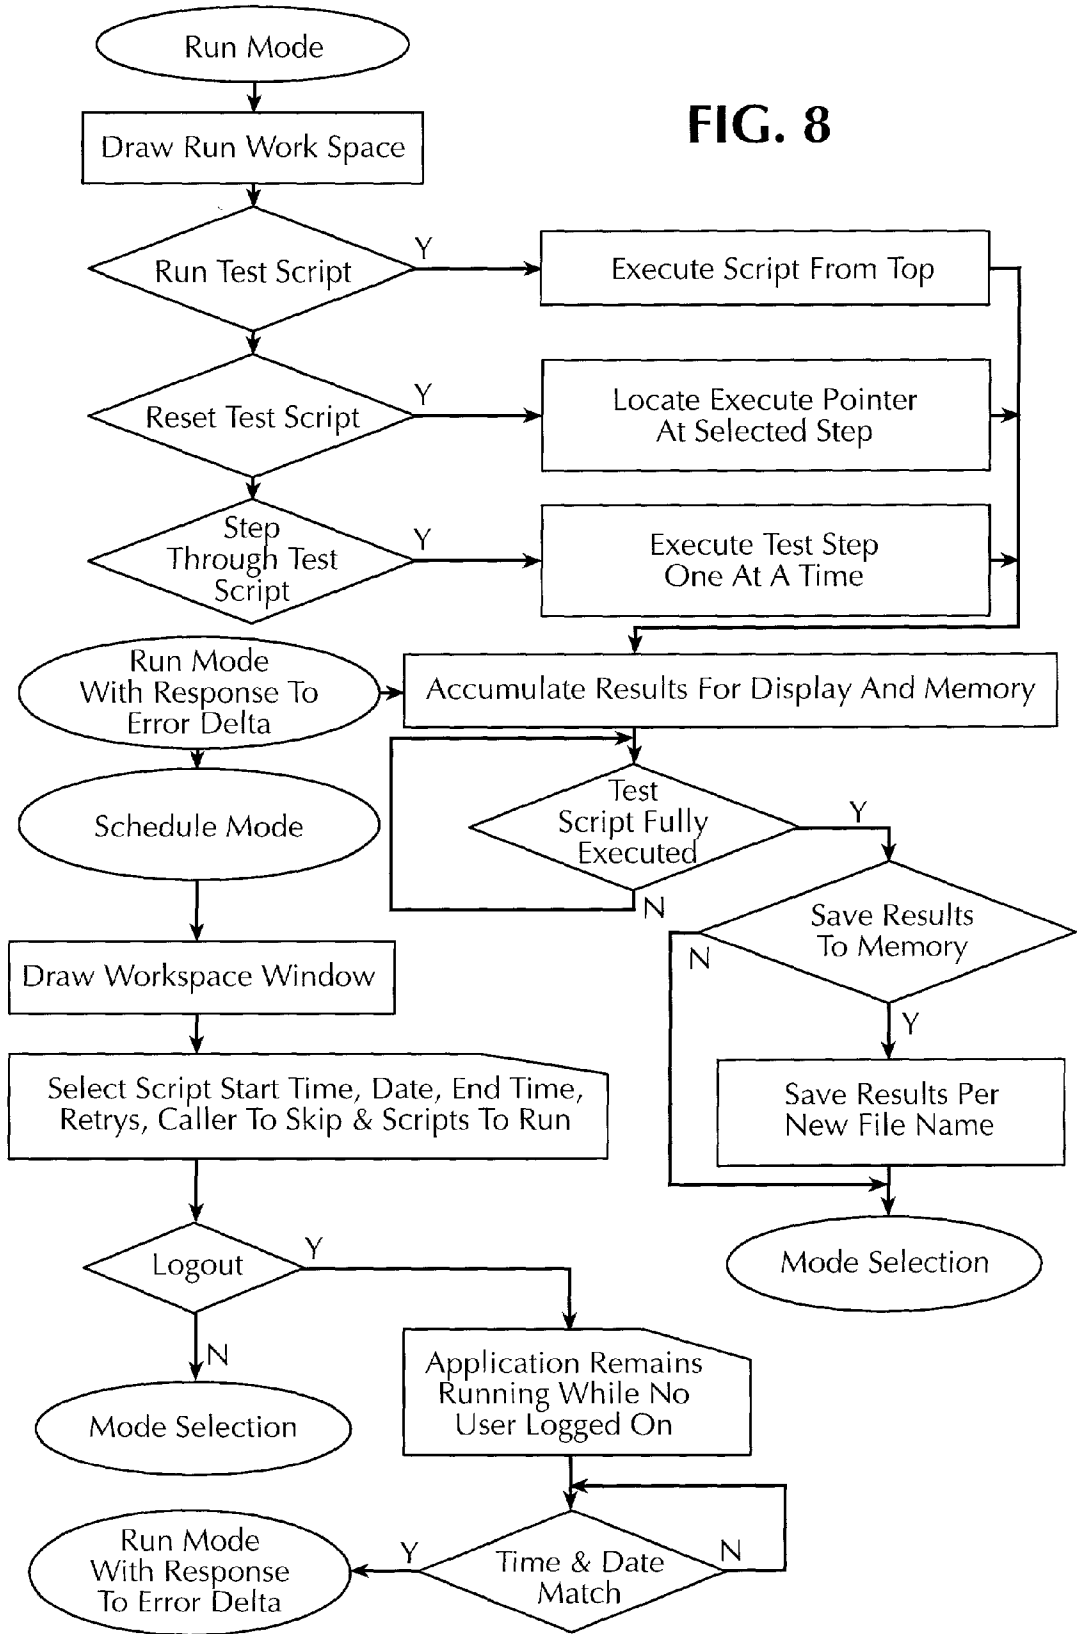 Run Mode
FIG. 8
Draw Run Work Space
Run Test Script
Y
Execute Script From Top
Reset Test Script
Y
Locate Execute Pointer
At Selected Step
Step
Through Test
Script
Y
Execute Test Step
One At A Time
Run Mode
With Response To
Error Delta
Accumulate Results For Display And Memory
Schedule Mode
Test
Script Fully
Executed
Y
N
Save Results
To Memory
N
Y
Draw Workspace Window
Select Script Start Time, Date, End Time,
Retrys, Caller To Skip & Scripts To Run
Save Results Per
New File Name
Mode Selection
Logout
Y
N
Mode Selection
Application Remains
Running While No
User Logged On
Time & Date
Match
N
Y
Run Mode
With Response
To Error Delta